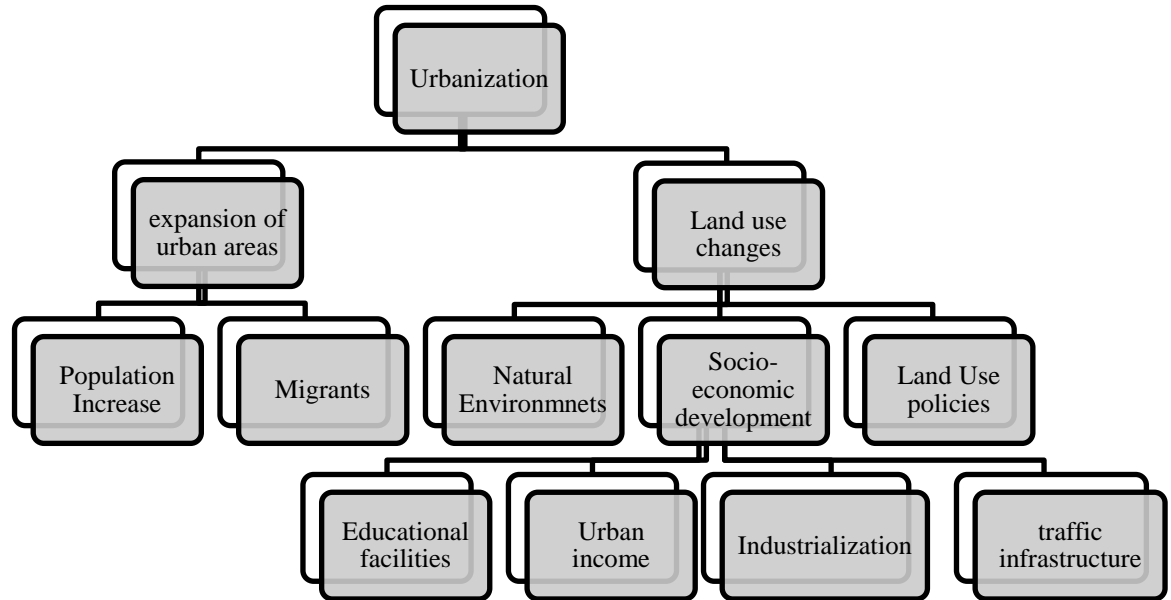 Urbanization
expansion of
urban areas
Land use
changes
Population
Increase
Migrants
Natural
Environmnets
Socio-
economic
development
Land Use
policies
Educational
facilities
Urban
income
Industrialization
traffic
infrastructure